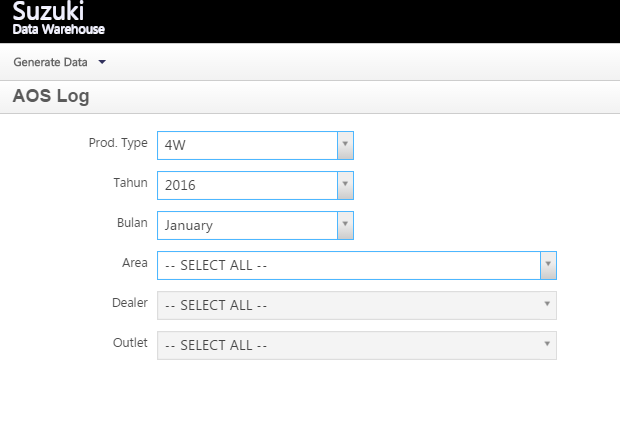 Suzuki
Data Warehouse
Generate Data
AOS Log
Prod. Type 4W
Tahun 2016
Bulan January
Area -- SELECT ALL --
Dealer -- SELECT ALL --
Outlet -- SELECT ALL --